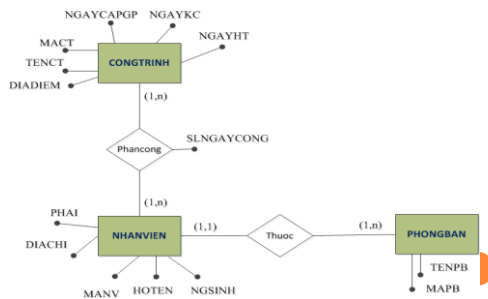 NGAYCAPGP
NGAYKC
NGAYHT
MACT
TENCT
DIADIEM
CONGTRINH
(1,n)
Phancong
SLNGAYCONG
(1,n)
PHAI
DIACHI
NHANVIEN
(1,1)
Thuoc
(1,n)
PHONGBAN
MANV
HOTEN
NGSINH
TENPB
MAPB